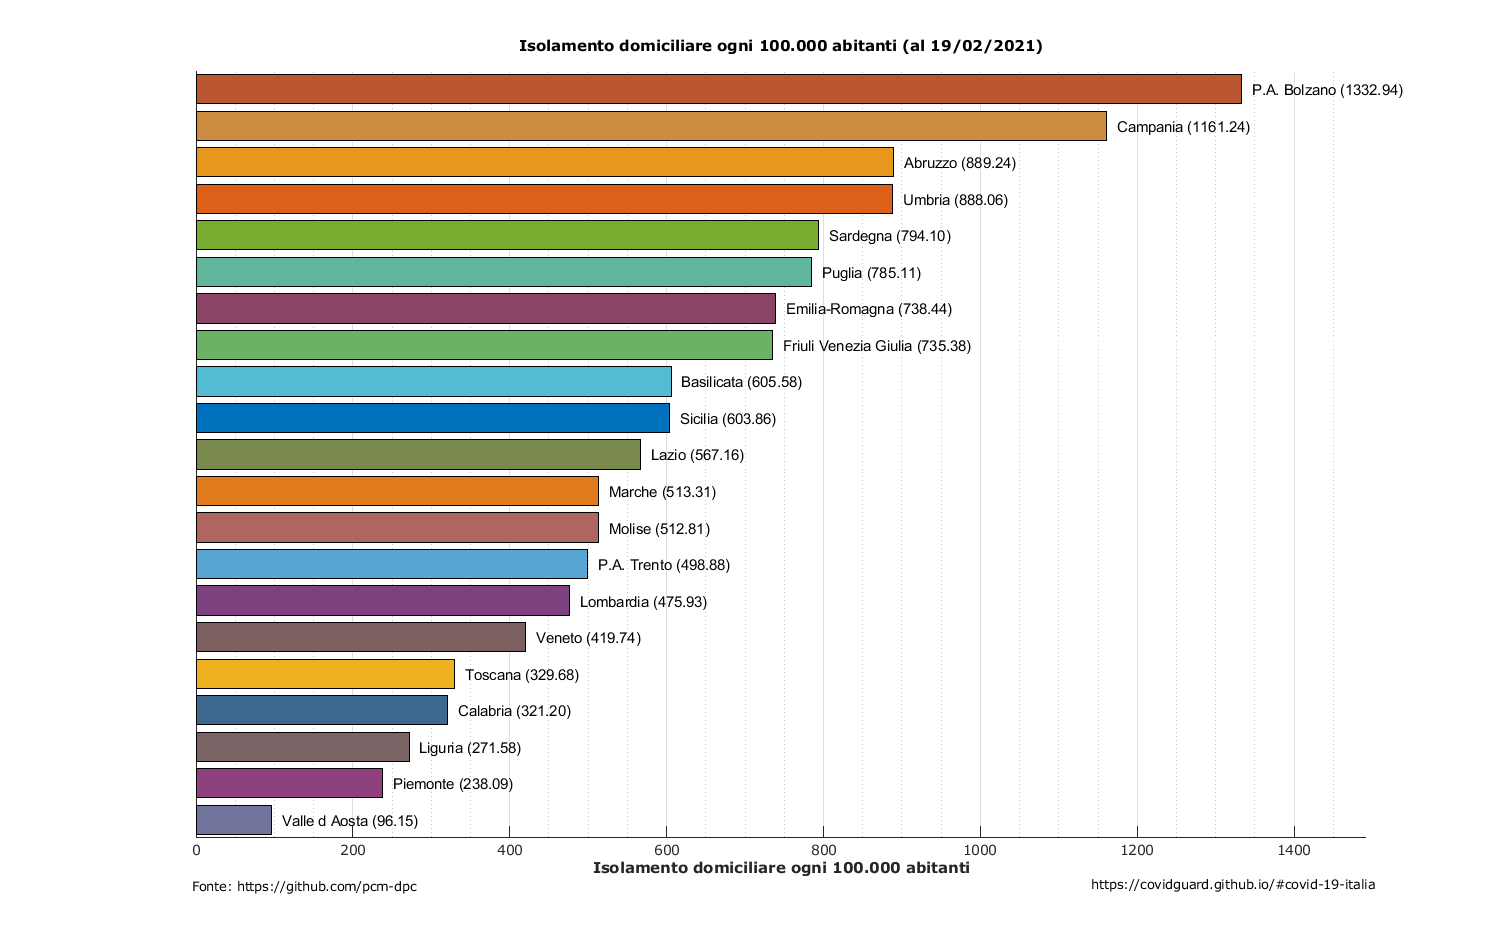 Isolamento domiciliare ogni 100.000 abitanti (al 19/02/2021)
P.A. Bolzano (1332.94)
Campania (1161.24)
Abruzzo (889.24)
Umbria (888.06)
Sardegna (794.10)
Puglia (785.11)
Emilia-Romagna (738.44)
Friuli Venezia Giulia (735.38)
Basilicata (605.58)
Sicilia (603.86)
Lazio (567.16)
Marche (513.31)
Molise (512.81)
P.A. Trento (498.88)
Lombardia (475.93)
Veneto (419.74)
Toscana (329.68)
Calabria (321.20)
Liguria (271.58)
Piemonte (238.09)
Valle d Aosta (96.15)
0 200 400 600 800 1000 1200 1400
Isolamento domiciliare ogni 100.000 abitanti
Fonte: https://github.com/pcm-dpc
https://covidguard.github.io/#covid-19-italia